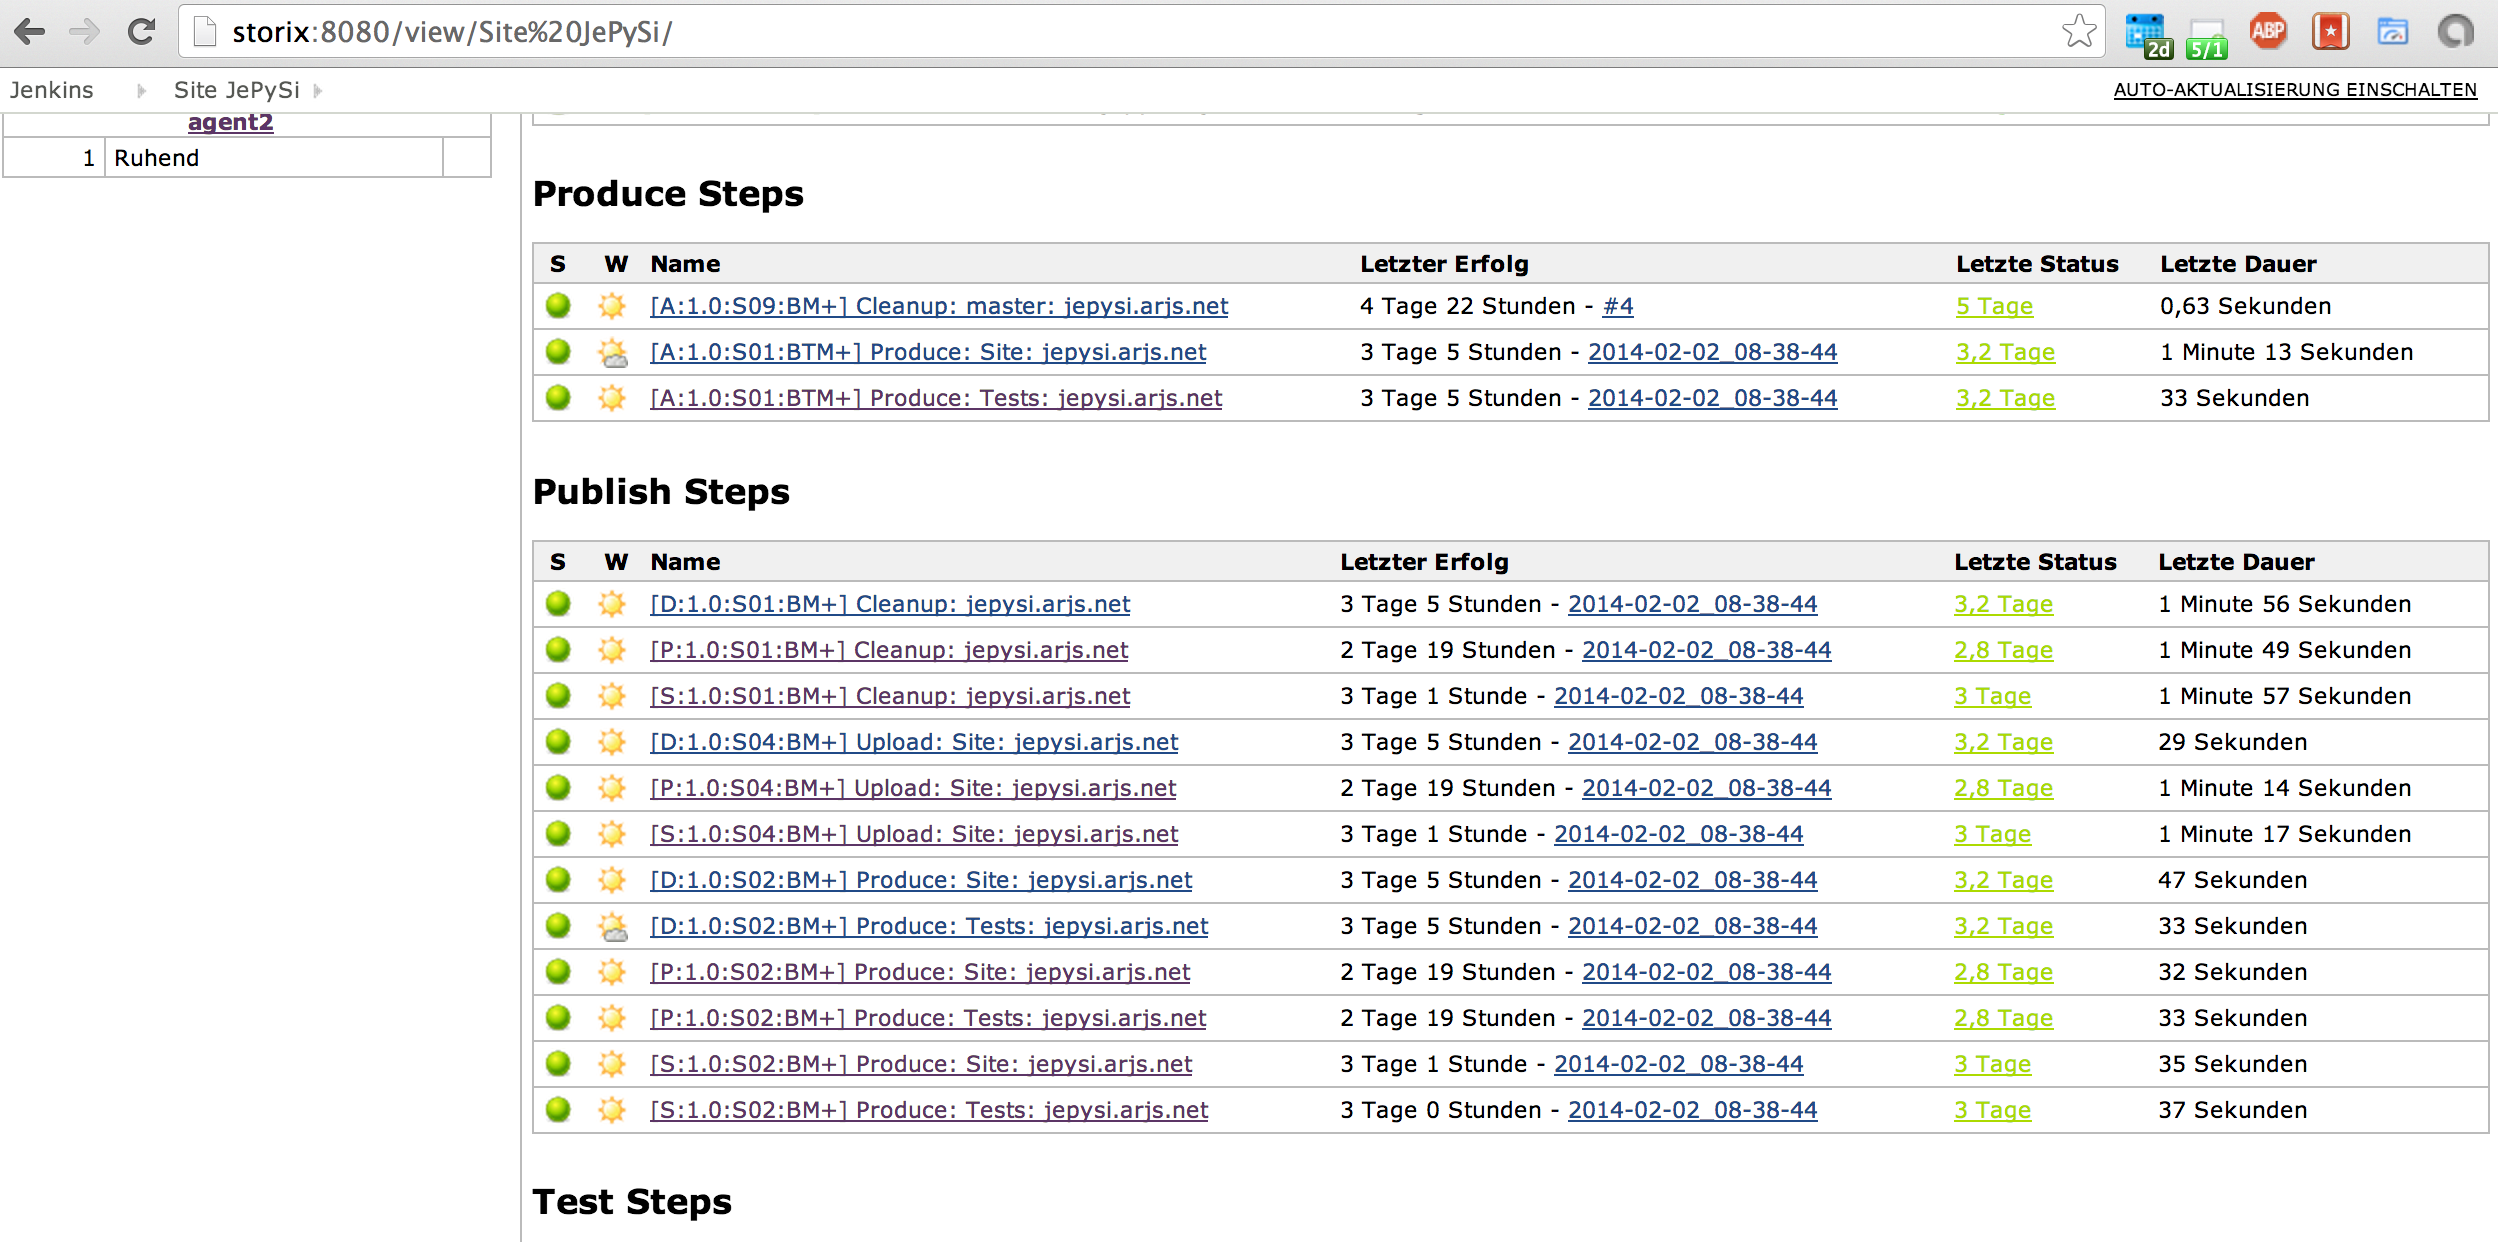 storix:8080/view/Site%20JePySi/
2d
5/1
ABP
Jenkins Site JePySi
AUTO-AKTUALISIERUNG EINSCHALTEN
agent2
1 Ruhend
Produce Steps
S W Name Letzter Erfolg Letzte Status Letzte Dauer
[A:1.0:S09:BM+] Cleanup: master: jepysi.arjs.net 4 Tage 22 Stunden - #4 5 Tage 0,63 Sekunden
[A:1.0:S01:BTM+] Produce: Site: jepysi.arjs.net 3 Tage 5 Stunden - 2014-02-02_08-38-44 3,2 Tage 1 Minute 13 Sekunden
[A:1.0:S01:BTM+] Produce: Tests: jepysi.arjs.net 3 Tage 5 Stunden - 2014-02-02_08-38-44 3,2 Tage 33 Sekunden
Publish Steps
S W Name Letzter Erfolg Letzte Status Letzte Dauer
[D:1.0:S01:BM+] Cleanup: jepysi.arjs.net 3 Tage 5 Stunden - 2014-02-02_08-38-44 3,2 Tage 1 Minute 56 Sekunden
[P:1.0:S01:BM+] Cleanup: jepysi.arjs.net 2 Tage 19 Stunden - 2014-02-02_08-38-44 2,8 Tage 1 Minute 49 Sekunden
[S:1.0:S01:BM+] Cleanup: jepysi.arjs.net 3 Tage 1 Stunde - 2014-02-02_08-38-44 3 Tage 1 Minute 57 Sekunden
[D:1.0:S04:BM+] Upload: Site: jepysi.arjs.net 3 Tage 5 Stunden - 2014-02-02_08-38-44 3,2 Tage 29 Sekunden
[P:1.0:S04:BM+] Upload: Site: jepysi.arjs.net 2 Tage 19 Stunden - 2014-02-02_08-38-44 2,8 Tage 1 Minute 14 Sekunden
[S:1.0:S04:BM+] Upload: Site: jepysi.arjs.net 3 Tage 1 Stunde - 2014-02-02_08-38-44 3 Tage 1 Minute 17 Sekunden
[D:1.0:S02:BM+] Produce: Site: jepysi.arjs.net 3 Tage 5 Stunden - 2014-02-02_08-38-44 3,2 Tage 47 Sekunden
[D:1.0:S02:BM+] Produce: Tests: jepysi.arjs.net 3 Tage 5 Stunden - 2014-02-02_08-38-44 3,2 Tage 33 Sekunden
[P:1.0:S02:BM+] Produce: Site: jepysi.arjs.net 2 Tage 19 Stunden - 2014-02-02_08-38-44 2,8 Tage 32 Sekunden
[P:1.0:S02:BM+] Produce: Tests: jepysi.arjs.net 2 Tage 19 Stunden - 2014-02-02_08-38-44 2,8 Tage 33 Sekunden
[S:1.0:S02:BM+] Produce: Site: jepysi.arjs.net 3 Tage 1 Stunde - 2014-02-02_08-38-44 3 Tage 35 Sekunden
[S:1.0:S02:BM+] Produce: Tests: jepysi.arjs.net 3 Tage 0 Stunden - 2014-02-02_08-38-44 3 Tage 37 Sekunden
Test Steps